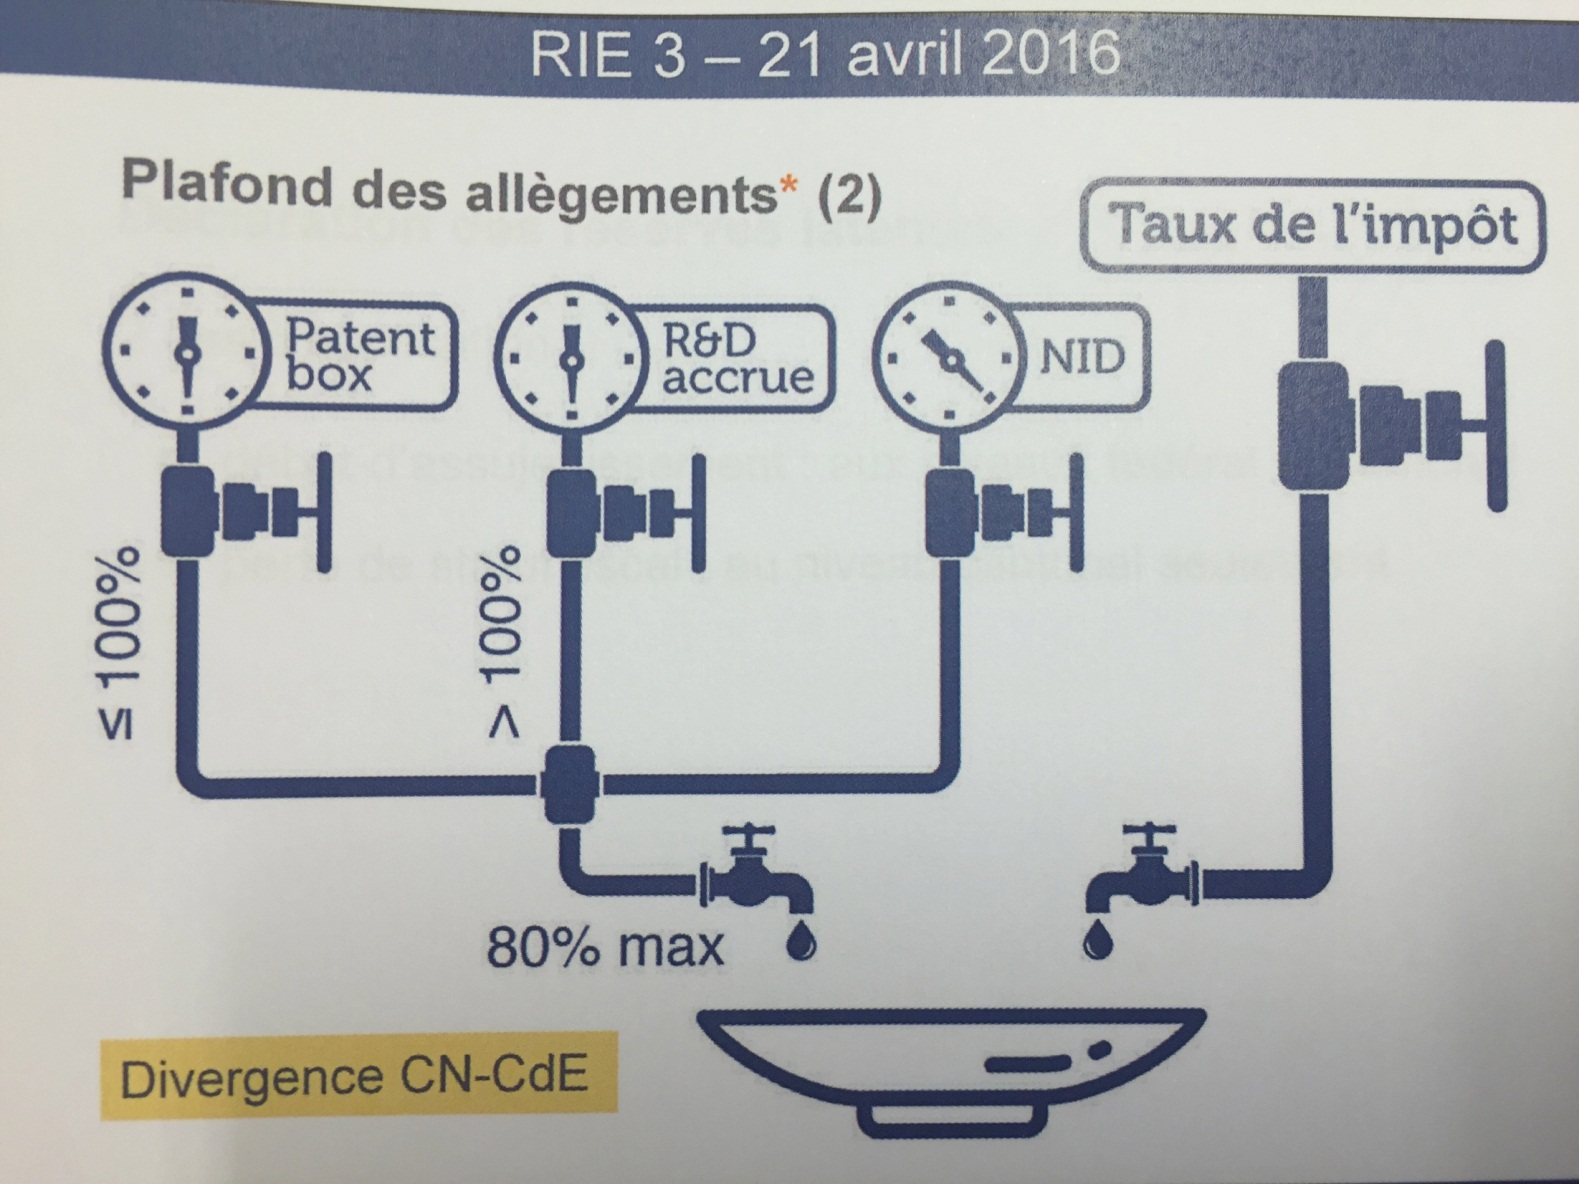 RIE 3 – 21 avril 2016
Plafond des allègements* (2)
Taux de l'impôt
Patent
box
R&D
accrue
NID
≤ 100%
> 100%
80% max
Divergence CN-CdE